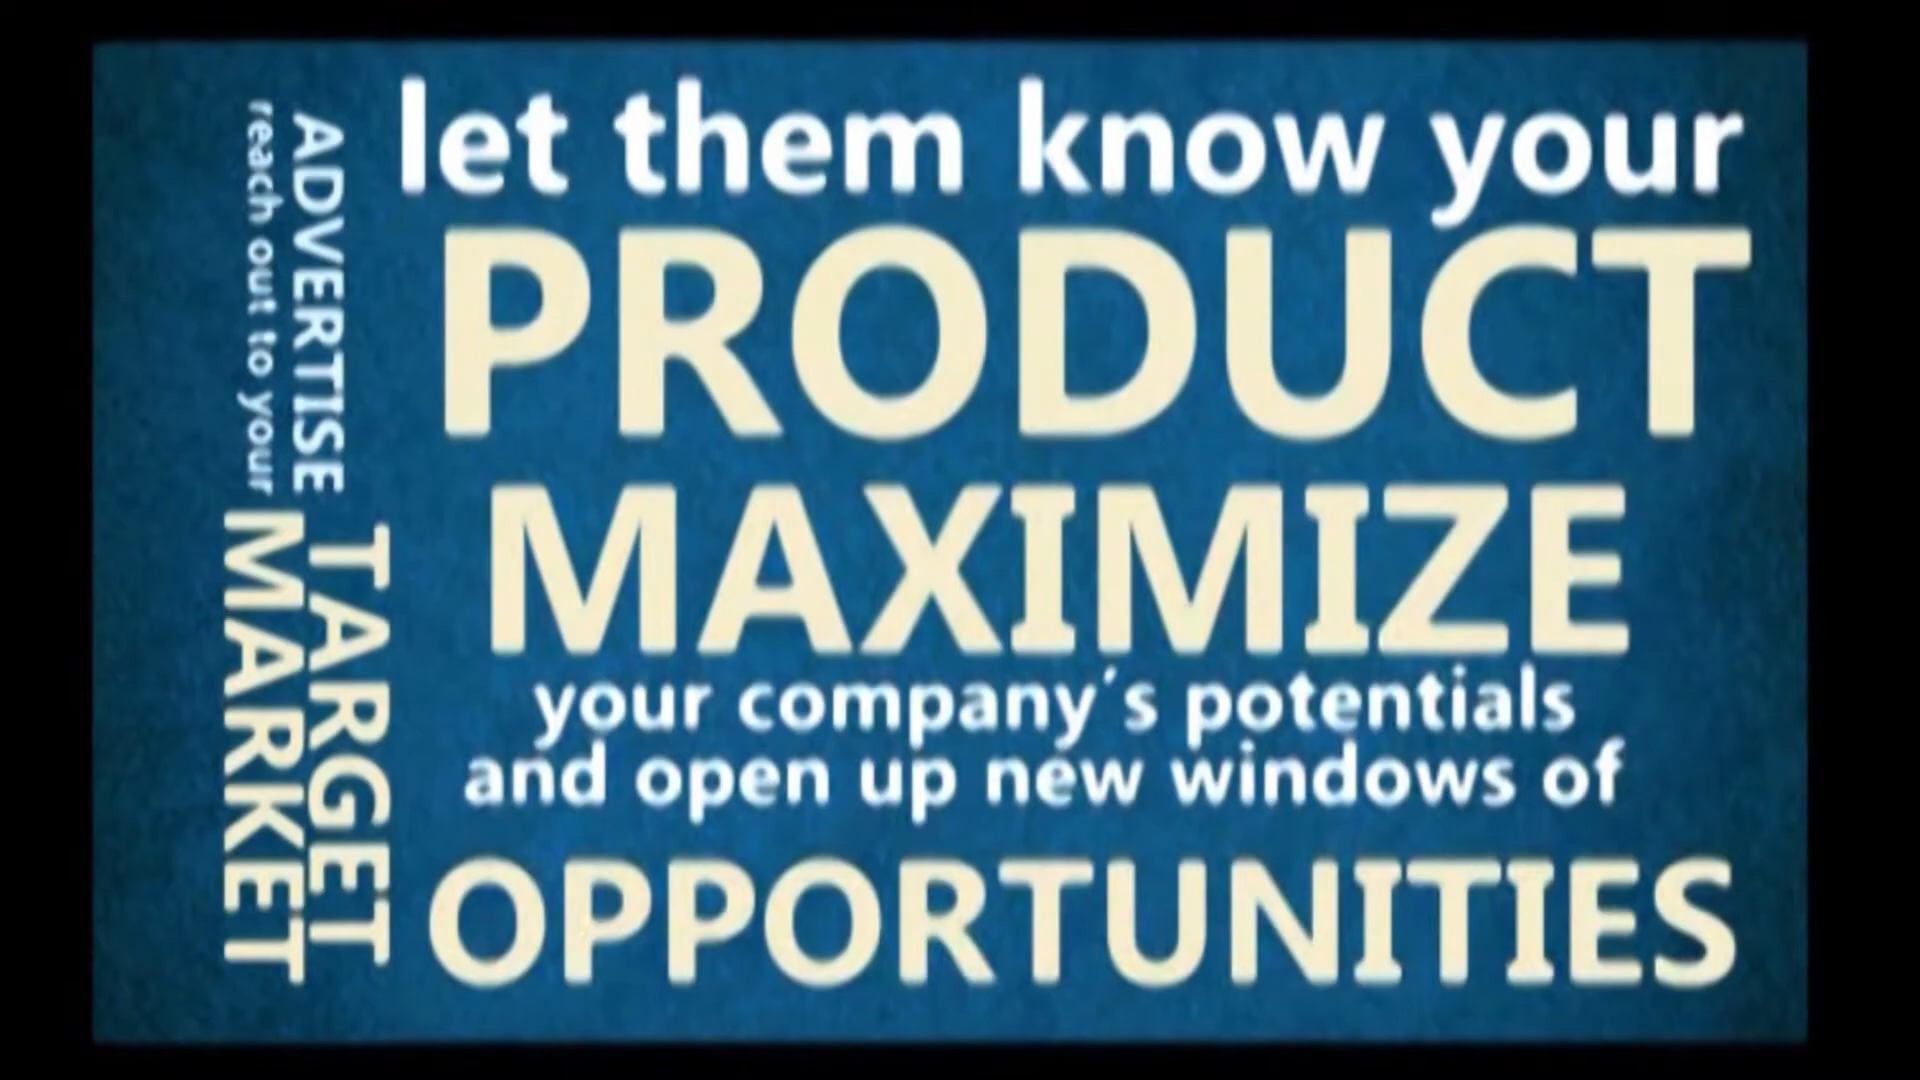 ADVERTISE
reach out to your
TARGET
MARKET
let them know your
PRODUCT
MAXIMIZE
your company's potentials
and open up new windows of
OPPORTUNITIES